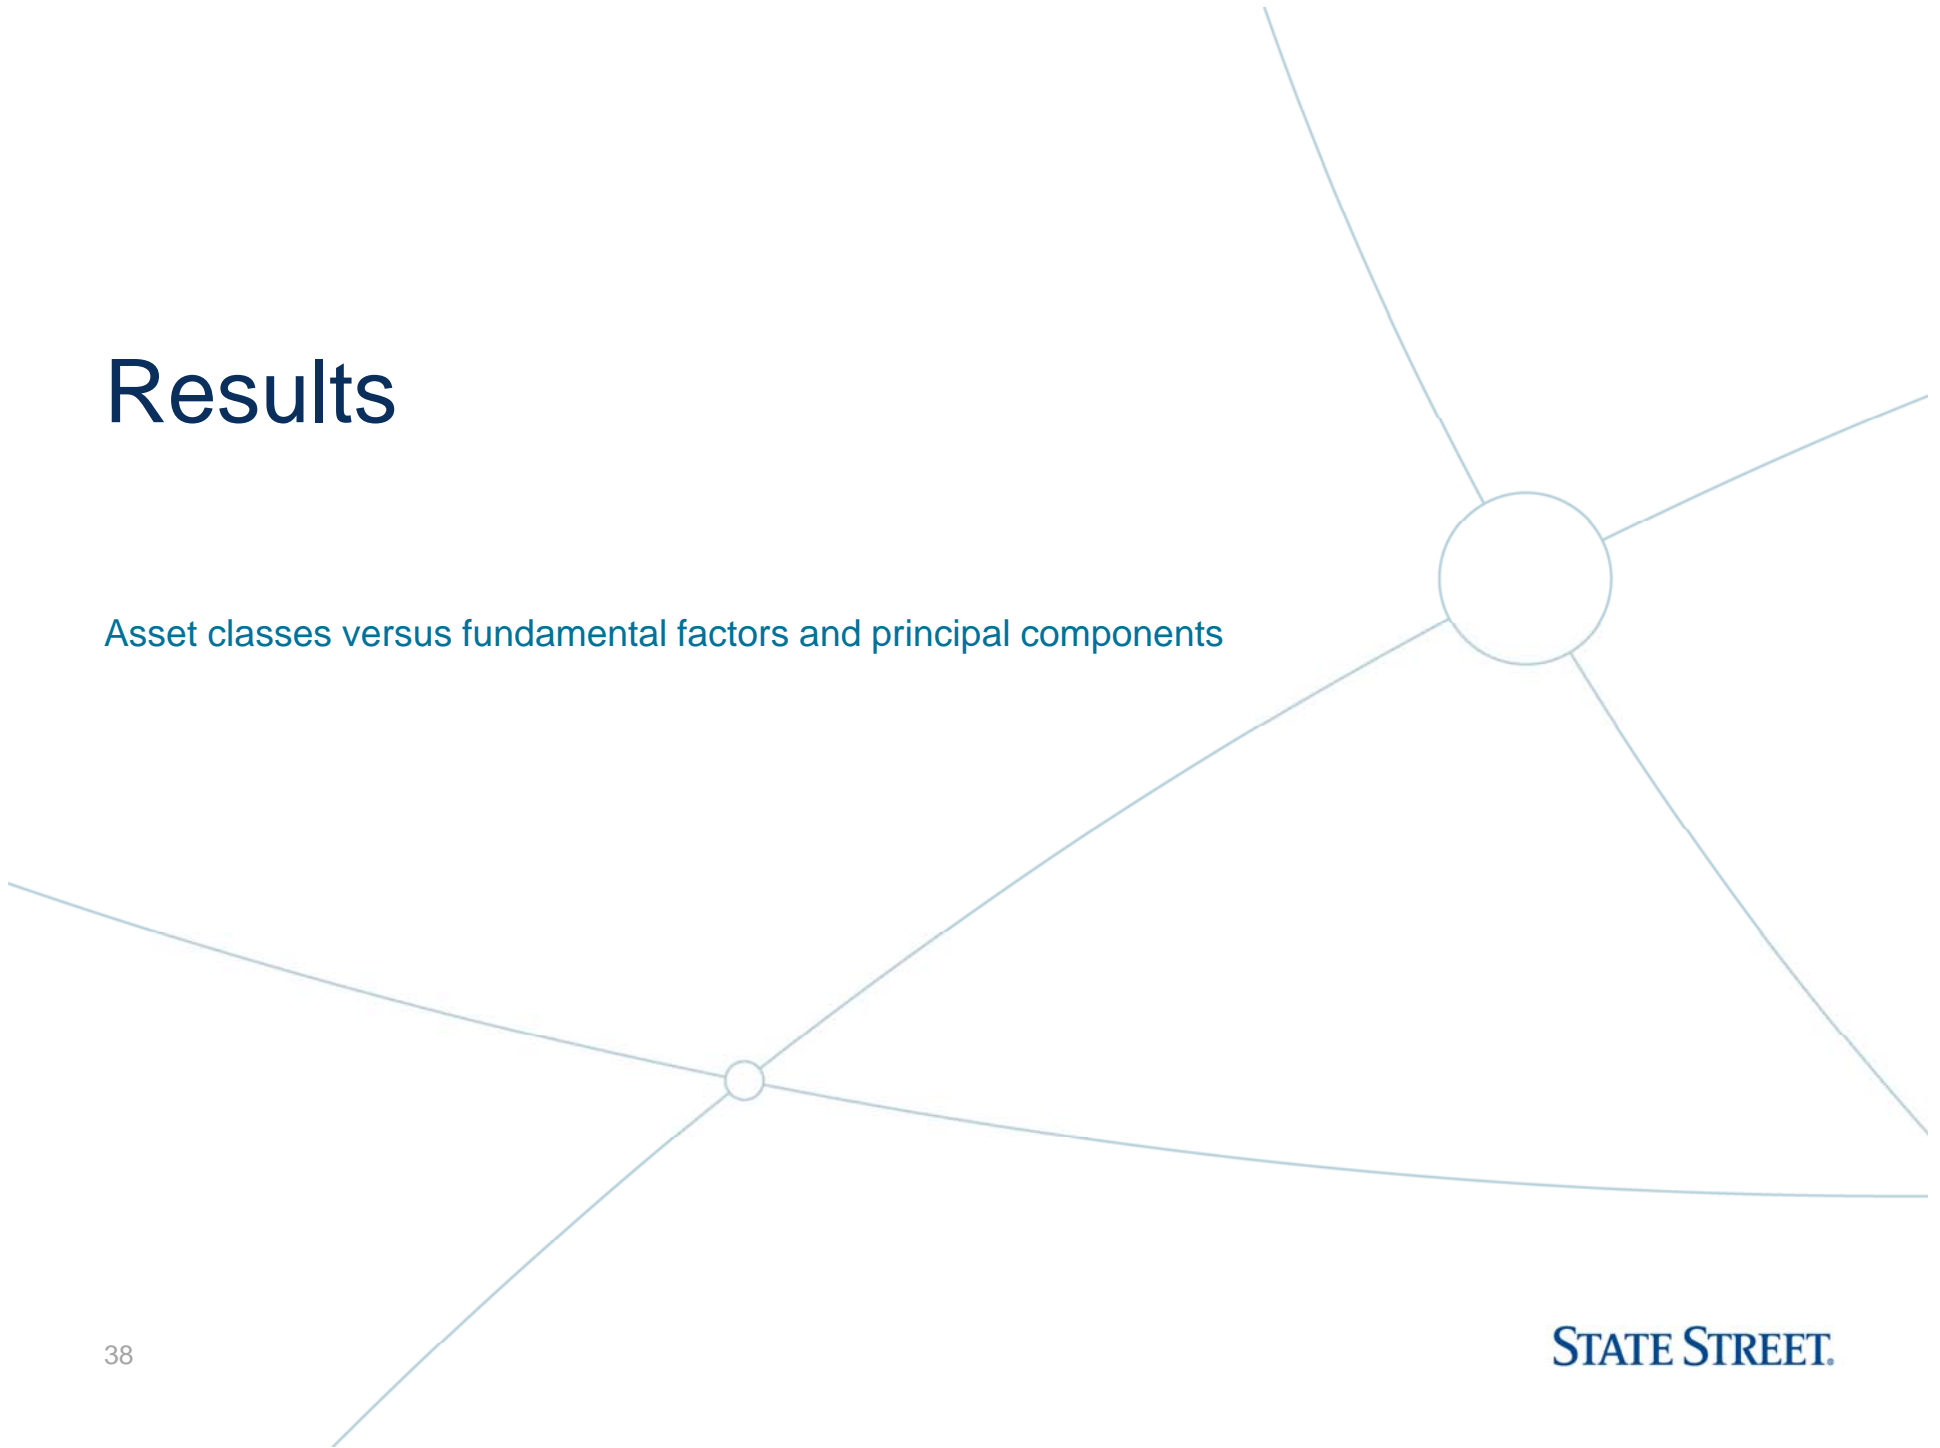 Results
Asset classes versus fundamental factors and principal components
38
STATE STREET.